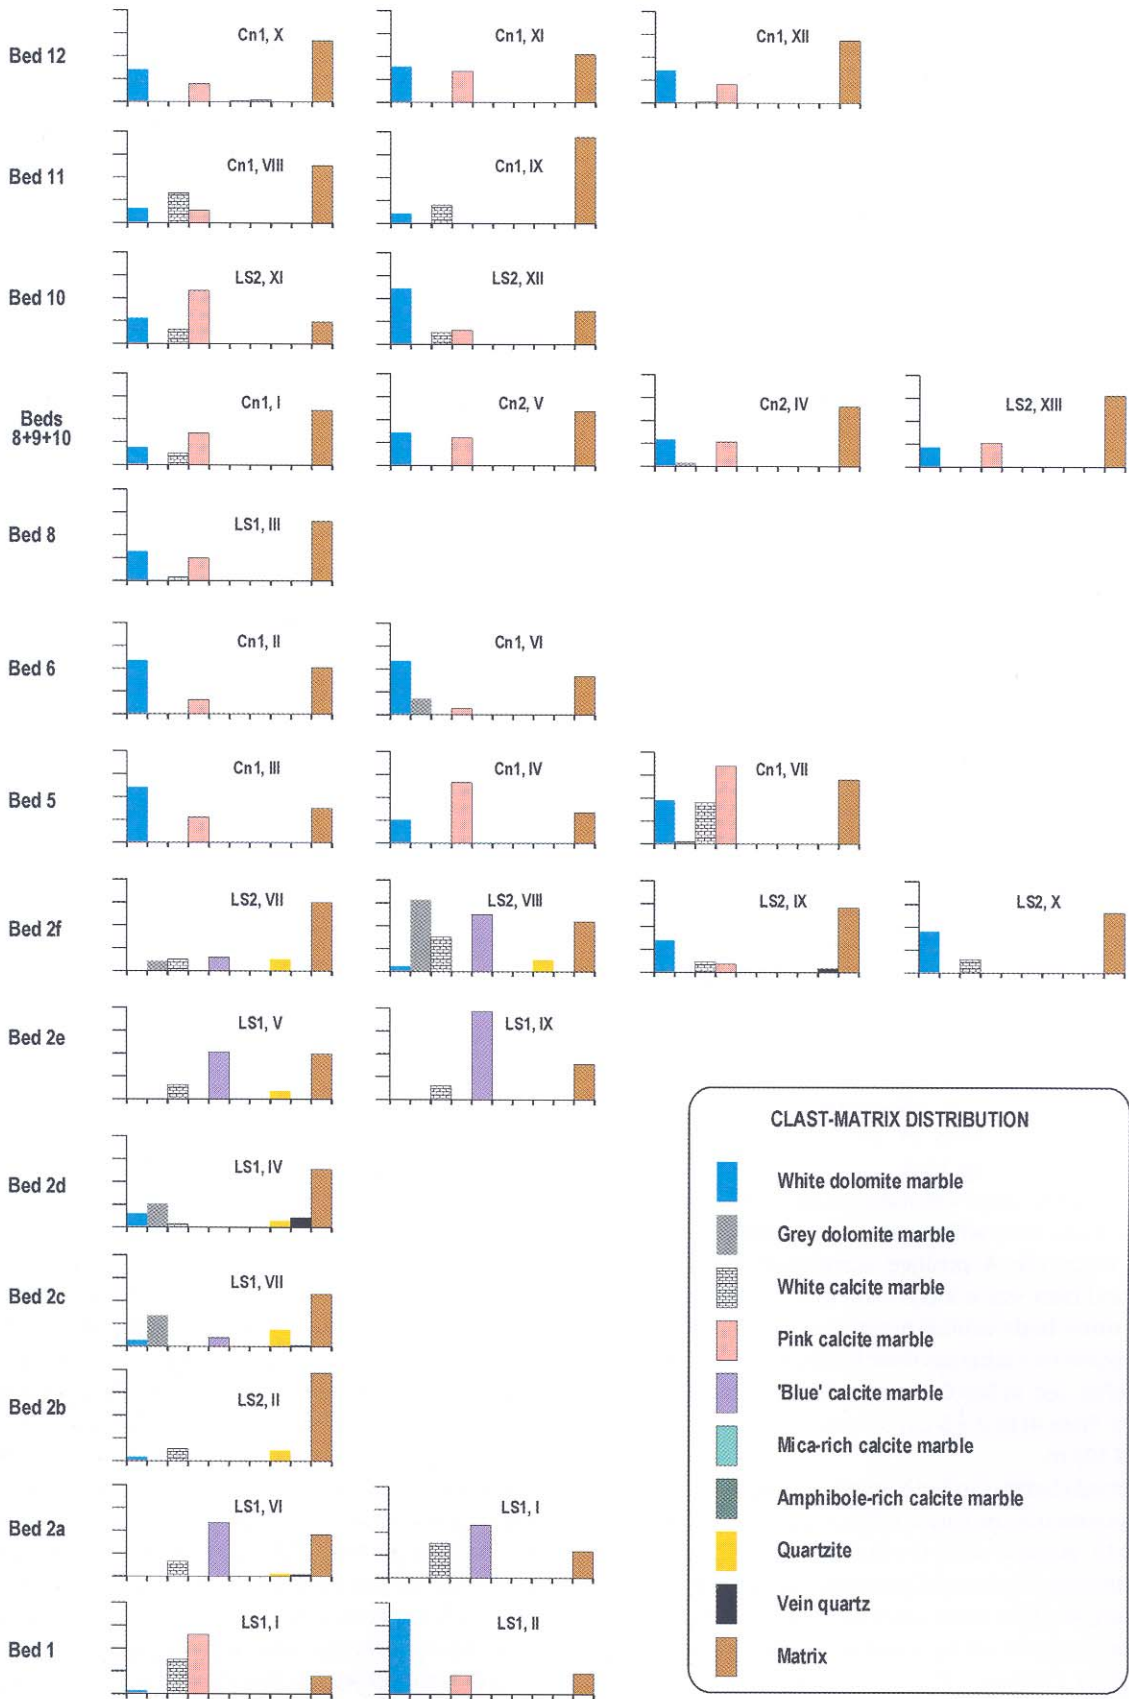 Bed 12
Cn1, X
Cn1, XI
Cn1, XII
Bed 11
Cn1, VIII
Cn1, IX
Bed 10
LS2, XI
LS2, XII
Beds
8+9+10
Cn1, I
Cn2, V
Cn2, IV
LS2, XIII
Bed 8
LS1, III
Bed 6
Cn1, II
Cn1, VI
Bed 5
Cn1, III
Cn1, IV
Cn1, VII
Bed 2f
LS2, VII
LS2, VIII
LS2, IX
LS2, X
Bed 2e
LS1, V
LS1, IX
Bed 2d
LS1, IV
Bed 2c
LS1, VII
Bed 2b
LS2, II
Bed 2a
LS1, VI
LS1, I
Bed 1
LS1, I
LS1, II
CLAST-MATRIX DISTRIBUTION
White dolomite marble
Grey dolomite marble
White calcite marble
Pink calcite marble
'Blue' calcite marble
Mica-rich calcite marble
Amphibole-rich calcite marble
Quartzite
Vein quartz
Matrix